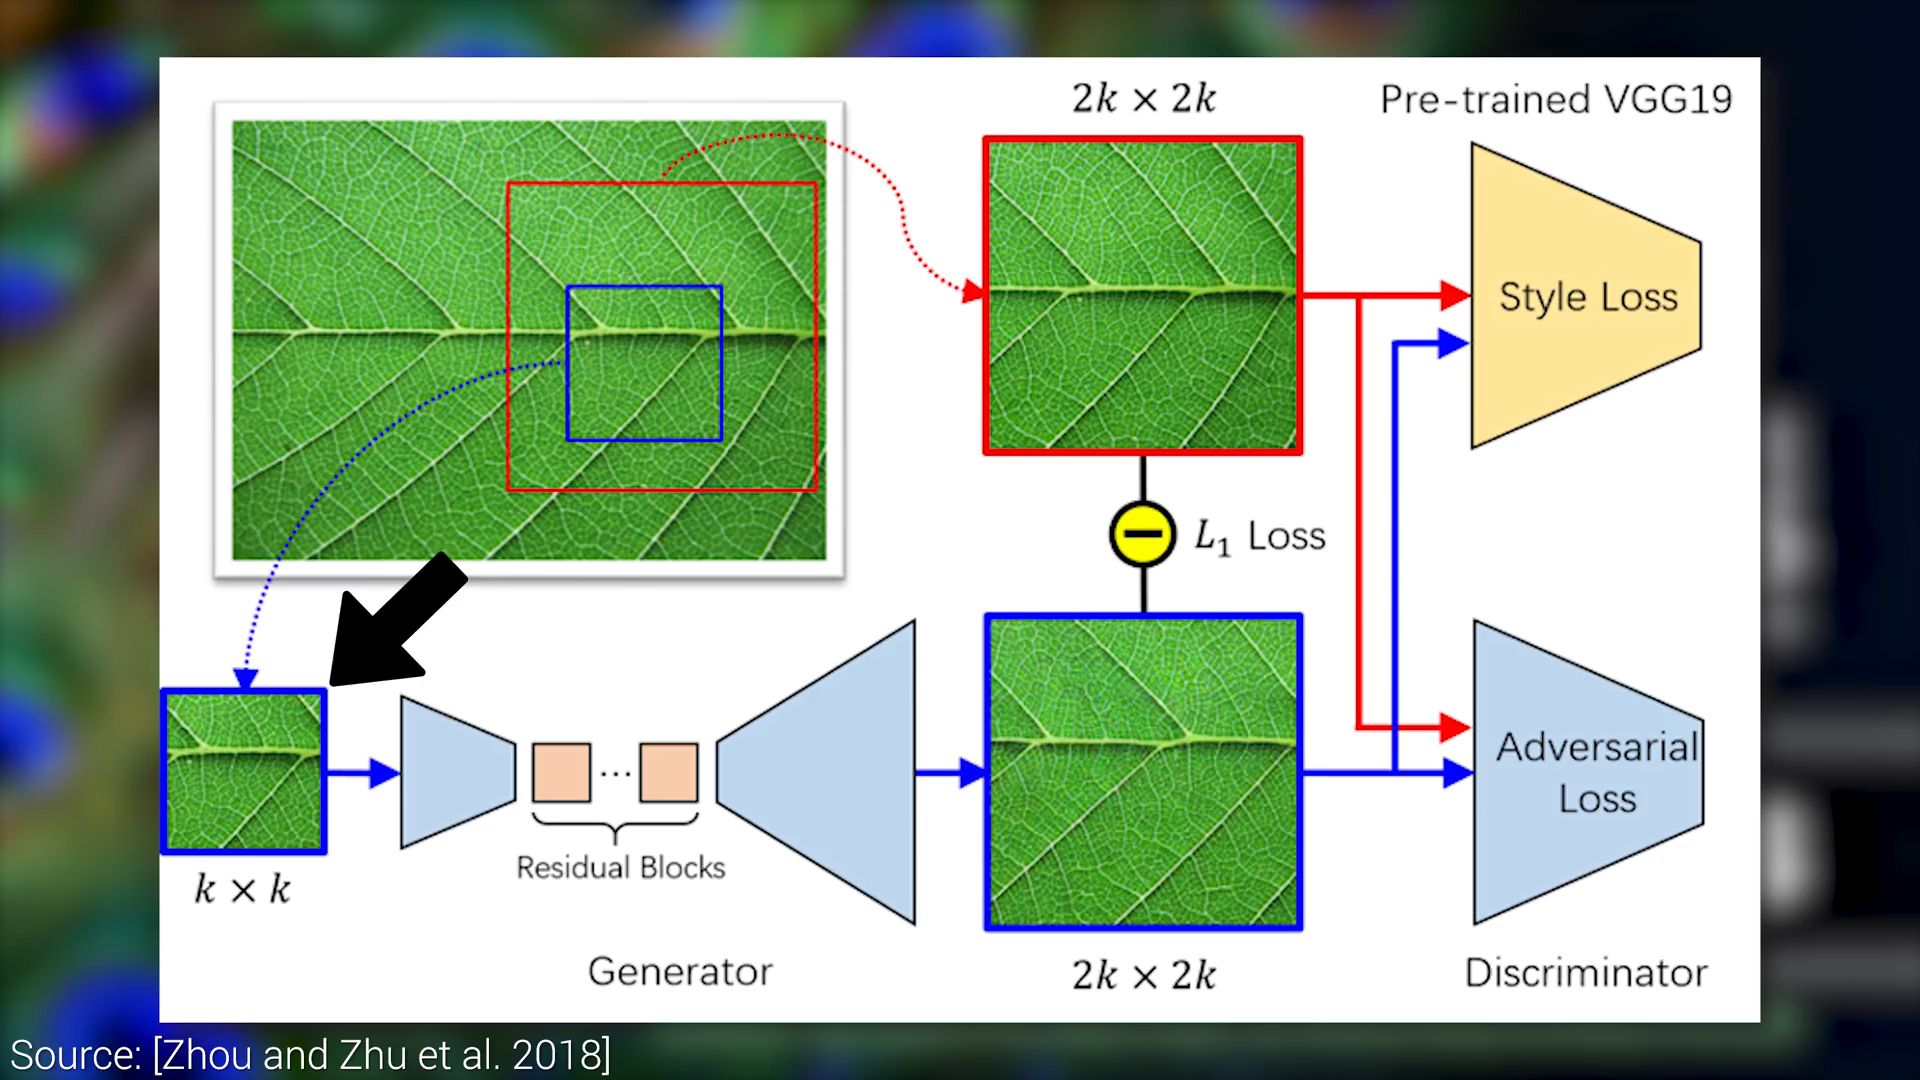 2k × 2k
Pre-trained VGG19
Style Loss
L₁ Loss
Adversarial
Loss
Residual Blocks
k × k
Generator
2k × 2k
Discriminator
Source: [Zhou and Zhu et al. 2018]